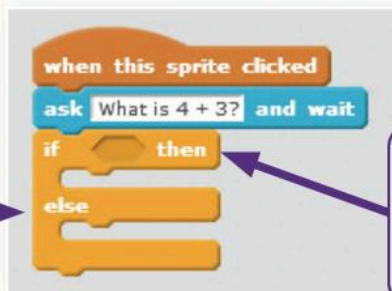 when this sprite clicked
ask What is 4 + 3? and wait
if then
else